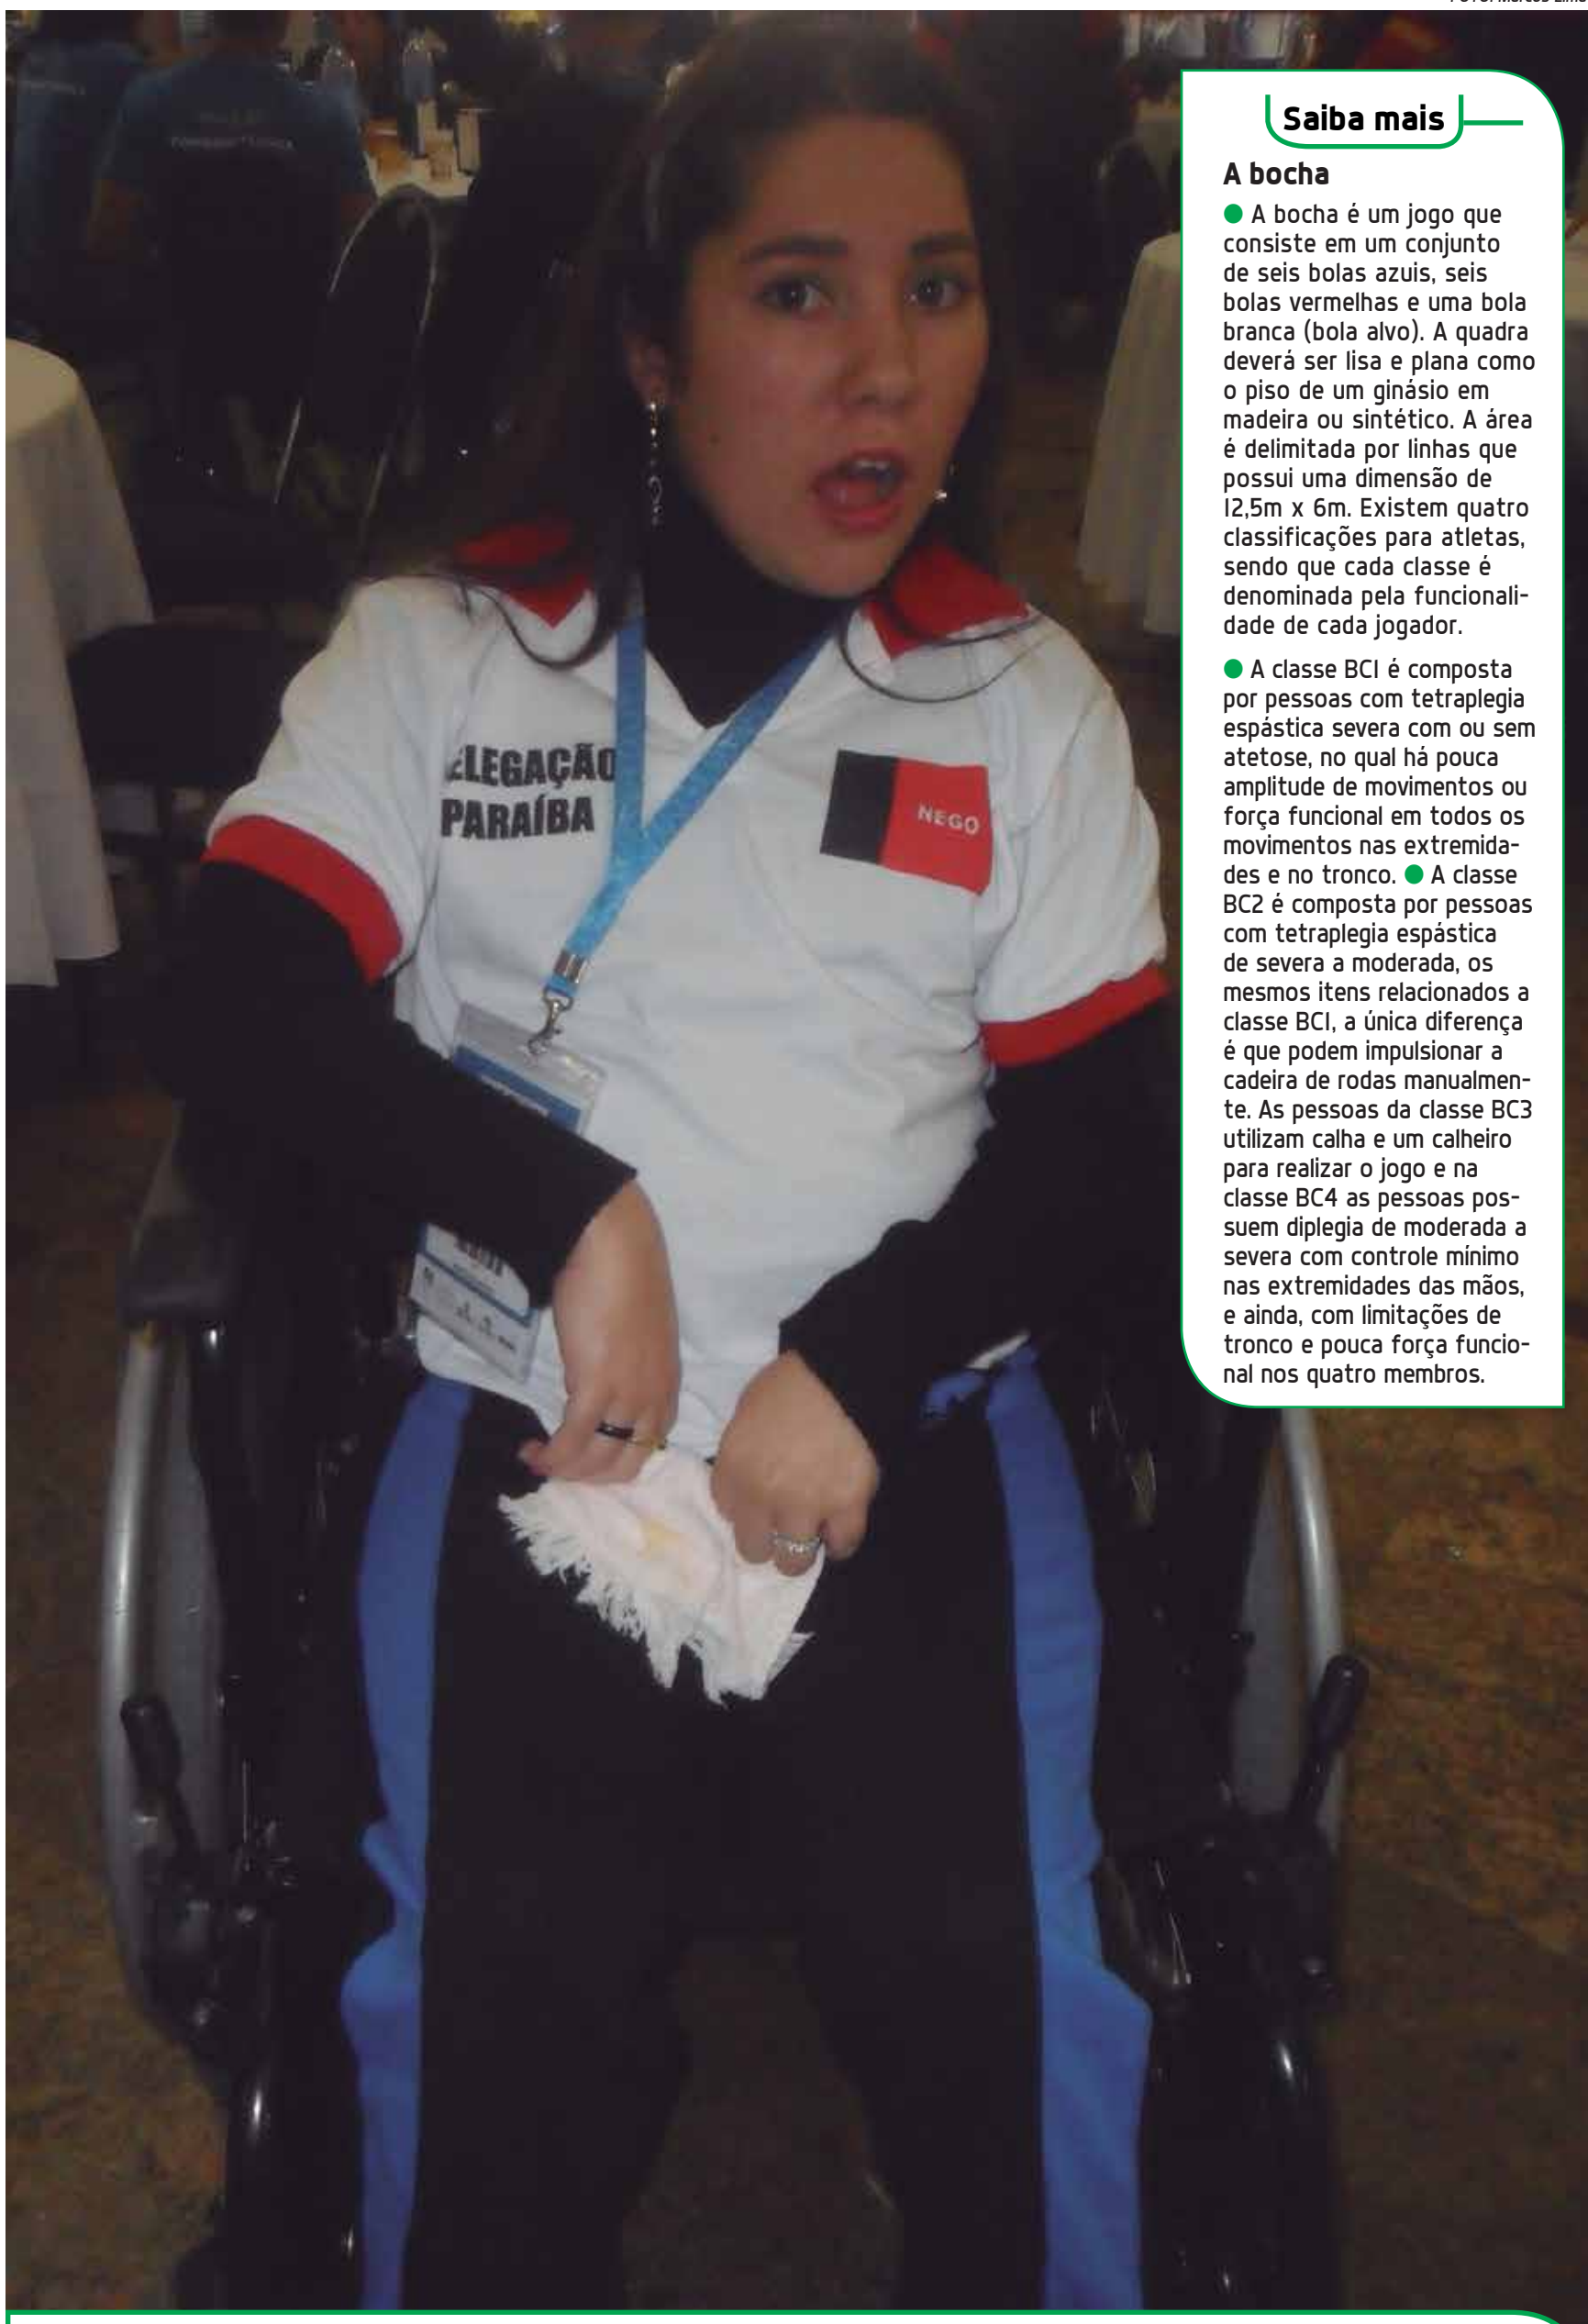 FOTO: Marcos Lima
Saiba mais
A bocha
● A bocha é um jogo que
consiste em um conjunto
de seis bolas azuis, seis
bolas vermelhas e uma bola
branca (bola alvo). A quadra
deverá ser lisa e plana como
o piso de um ginásio em
madeira ou sintético. A área
é delimitada por linhas que
possui uma dimensão de
12,5m x 6m. Existem quatro
classificações para atletas,
sendo que cada classe é
denominada pela funcionali-
dade de cada jogador.
● A classe BC1 é composta
por pessoas com tetraplegia
espástica severa com ou sem
atetose, no qual há pouca
amplitude de movimentos ou
força funcional em todos os
movimentos nas extremida-
des e no tronco. ● A classe
BC2 é composta por pessoas
com tetraplegia espástica
de severa a moderada, os
mesmos itens relacionados a
classe BC1, a única diferença
é que podem impulsionar a
cadeira de rodas manualmen-
te. As pessoas da classe BC3
utilizam calha e um calheiro
para realizar o jogo e na
classe BC4 as pessoas pos-
suem diplegia de moderada a
severa com controle mínimo
nas extremidades das mãos,
e ainda, com limitações de
tronco e pouca força funcio-
nal nos quatro membros.
ELEGAÇÃO
PARAÍBA
NEGO